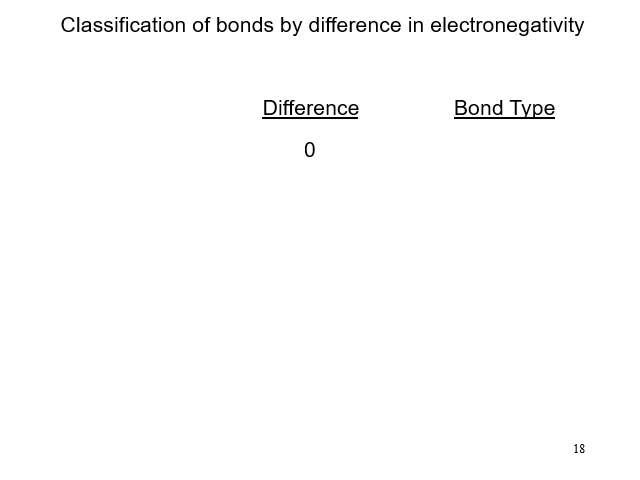 Classification of bonds by difference in electronegativity
Difference Bond Type
0
18